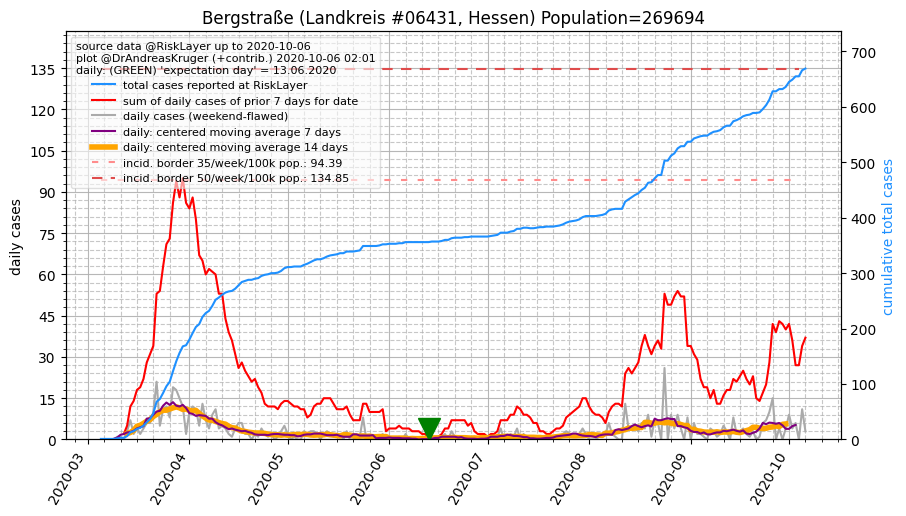 Bergstraße (Landkreis #06431, Hessen) Population=269694
source data @RiskLayer up to 2020-10-06
plot @DrAndreasKruger (+contrib.) 2020-10-06 02:01
daily: (GREEN) 'expectation day' = 13.06.2020
total cases reported at RiskLayer
sum of daily cases of prior 7 days for date
daily cases (weekend-flawed)
daily: centered moving average 7 days
daily: centered moving average 14 days
incid. border 35/week/100k pop.: 94.39
incid. border 50/week/100k pop.: 134.85
daily cases
135
120
105
90
75
60
45
30
15
0
700
600
500
400
300
200
100
0
cumulative total cases
2020-03
2020-04
2020-05
2020-06
2020-07
2020-08
2020-09
2020-10